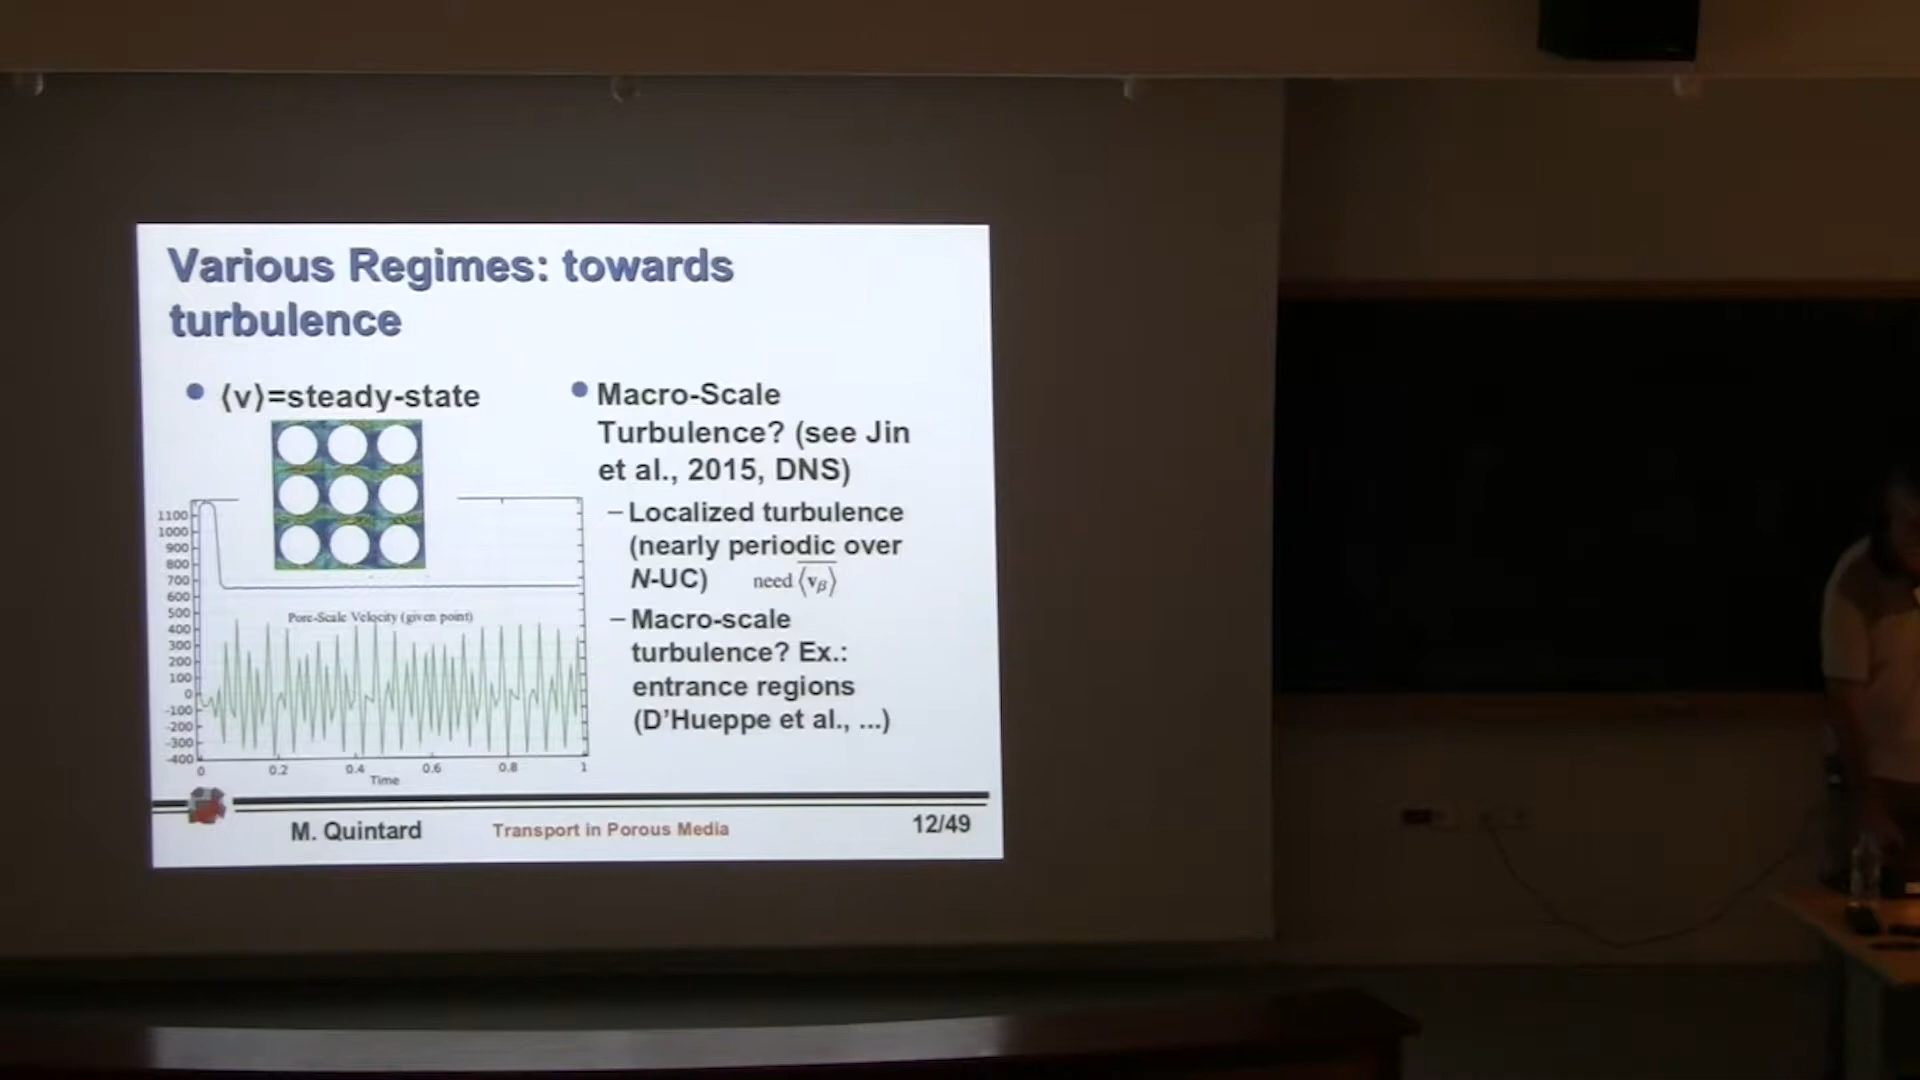 Various Regimes: towards
turbulence
⟨v⟩=steady-state
1100
1000
900
800
700
600
500
400
300
200
100
0
-100
-200
-300
-400
Pore-Scale Velocity (given point)
0 0.2 0.4 0.6 0.8 1
Time
Macro-Scale
Turbulence? (see Jin
et al., 2015, DNS)
– Localized turbulence
(nearly periodic over
N-UC) need ⟨v̅ᵦ⟩
– Macro-scale
turbulence? Ex.:
entrance regions
(D’Hueppe et al., ...)
M. Quintard Transport in Porous Media 12/49